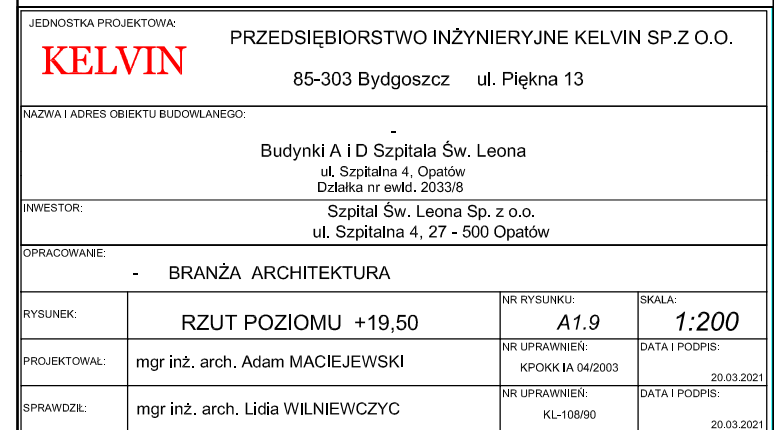 JEDNOSTKA PROJEKTOWA:
KELVIN
PRZEDSIĘBIORSTWO INŻYNIERYJNE KELVIN SP.Z O.O.
85-303 Bydgoszcz ul. Piękna 13
NAZWA I ADRES OBIEKTU BUDOWLANEGO:
-
Budynki A i D Szpitala Św. Leona
ul. Szpitalna 4, Opatów
Działka nr ewid. 2033/8
INWESTOR:
Szpital Św. Leona Sp. z o.o.
ul. Szpitalna 4, 27 - 500 Opatów
OPRACOWANIE:
- BRANŻA ARCHITEKTURA
RYSUNEK:
RZUT POZIOMU +19,50
NR RYSUNKU:
A1.9
SKALA:
1:200
PROJEKTOWAŁ:
mgr inż. arch. Adam MACIEJEWSKI
NR UPRAWNIEŃ:
KPOKK IA 04/2003
DATA I PODPIS:
20.03.2021
SPRAWDZIŁ:
mgr inż. arch. Lidia WILNIEWCZYC
NR UPRAWNIEŃ:
KL-108/90
DATA I PODPIS:
20.03.2021